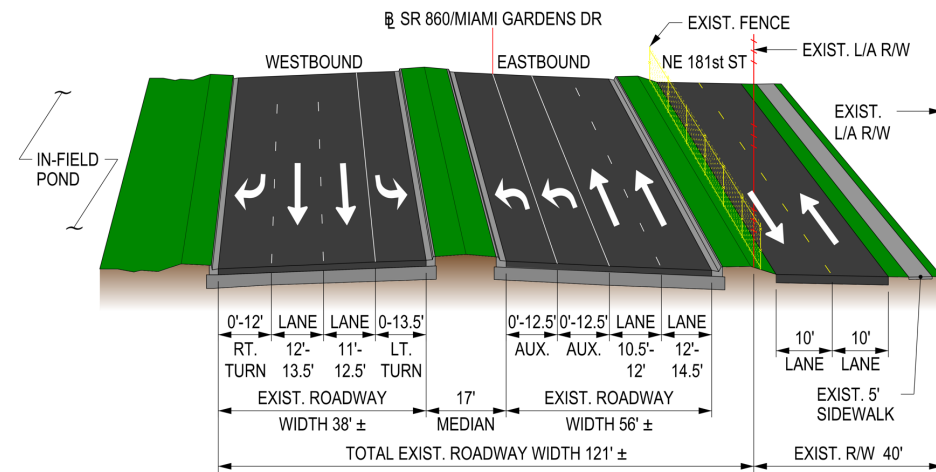 ℄ SR 860/MIAMI GARDENS DR
EXIST. FENCE
WESTBOUND
EASTBOUND
NE 181st ST
EXIST. L/A R/W
EXIST.
L/A R/W
IN-FIELD
POND
0'-12'
LANE
LANE
0-13.5'
0'-12.5'
0'-12.5'
LANE
LANE
RT.
TURN
12'-
13.5'
11'-
12.5'
LT.
TURN
AUX.
AUX.
10.5'-
12'
12'-
14.5'
10'
LANE
10'
LANE
EXIST. 5'
SIDEWALK
EXIST. ROADWAY
WIDTH 38' ±
17'
MEDIAN
EXIST. ROADWAY
WIDTH 56' ±
TOTAL EXIST. ROADWAY WIDTH 121' ±
EXIST. R/W 40'